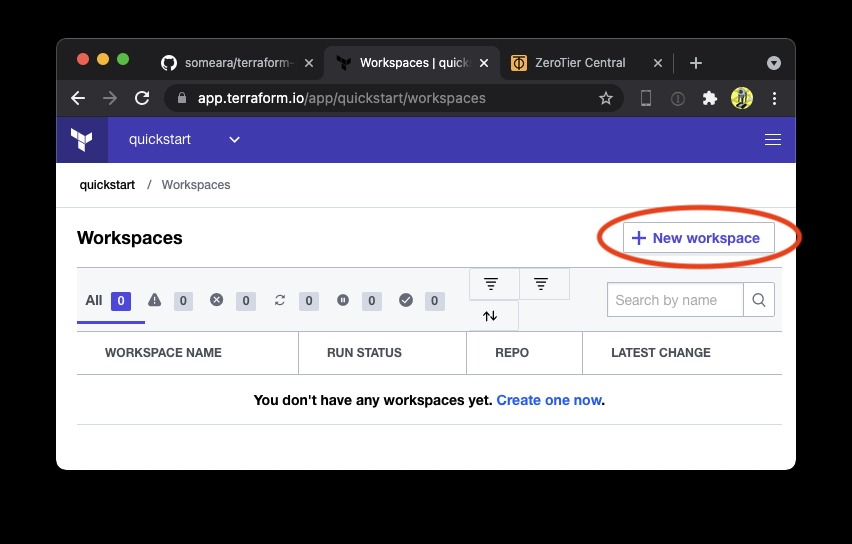 someara/terraform-
Workspaces | quick
ZeroTier Central
app.terraform.io/app/quickstart/workspaces
quickstart
quickstart / Workspaces
Workspaces
+ New workspace
All 0 0 0 0 0 0
Search by name
WORKSPACE NAME RUN STATUS REPO LATEST CHANGE
You don't have any workspaces yet. Create one now.